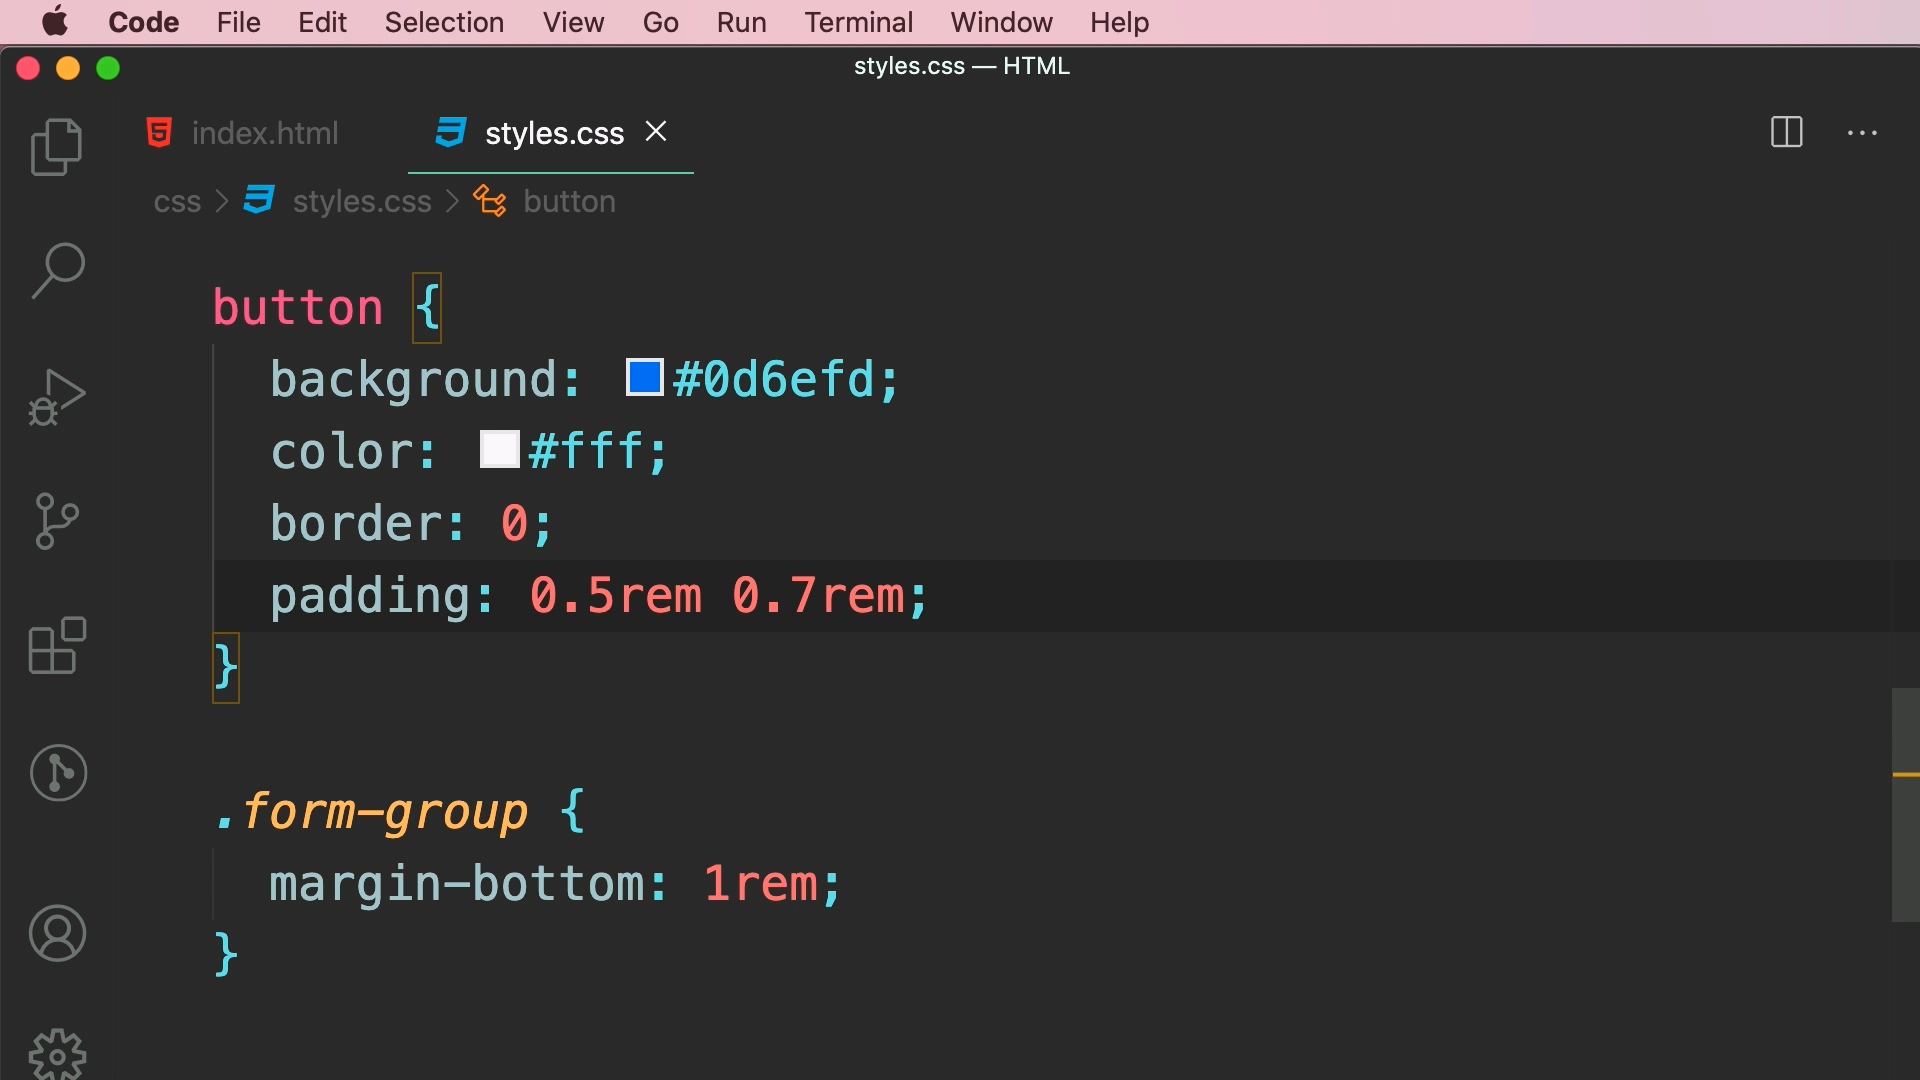 Code File Edit Selection View Go Run Terminal Window Help
styles.css — HTML
index.html styles.css
css > styles.css > button
button {
background: #0d6efd;
color: #fff;
border: 0;
padding: 0.5rem 0.7rem;
}
.form-group {
margin-bottom: 1rem;
}